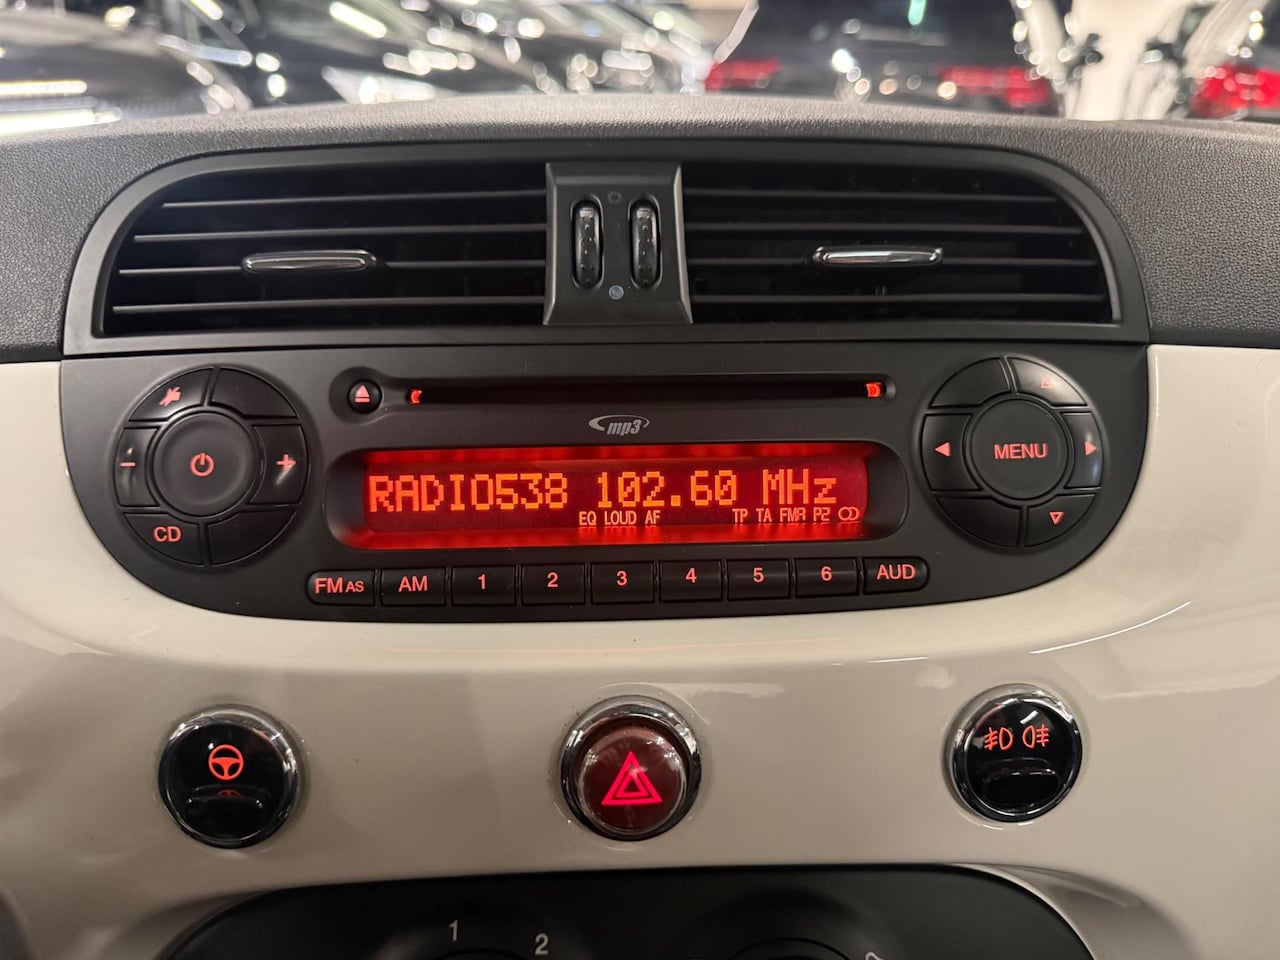 mp3
RADIO538 102.60 MHz
EQ LOUD AF TP TA FMR P2
MENU
CD
FM AS AM 1 2 3 4 5 6 AUD
1 2